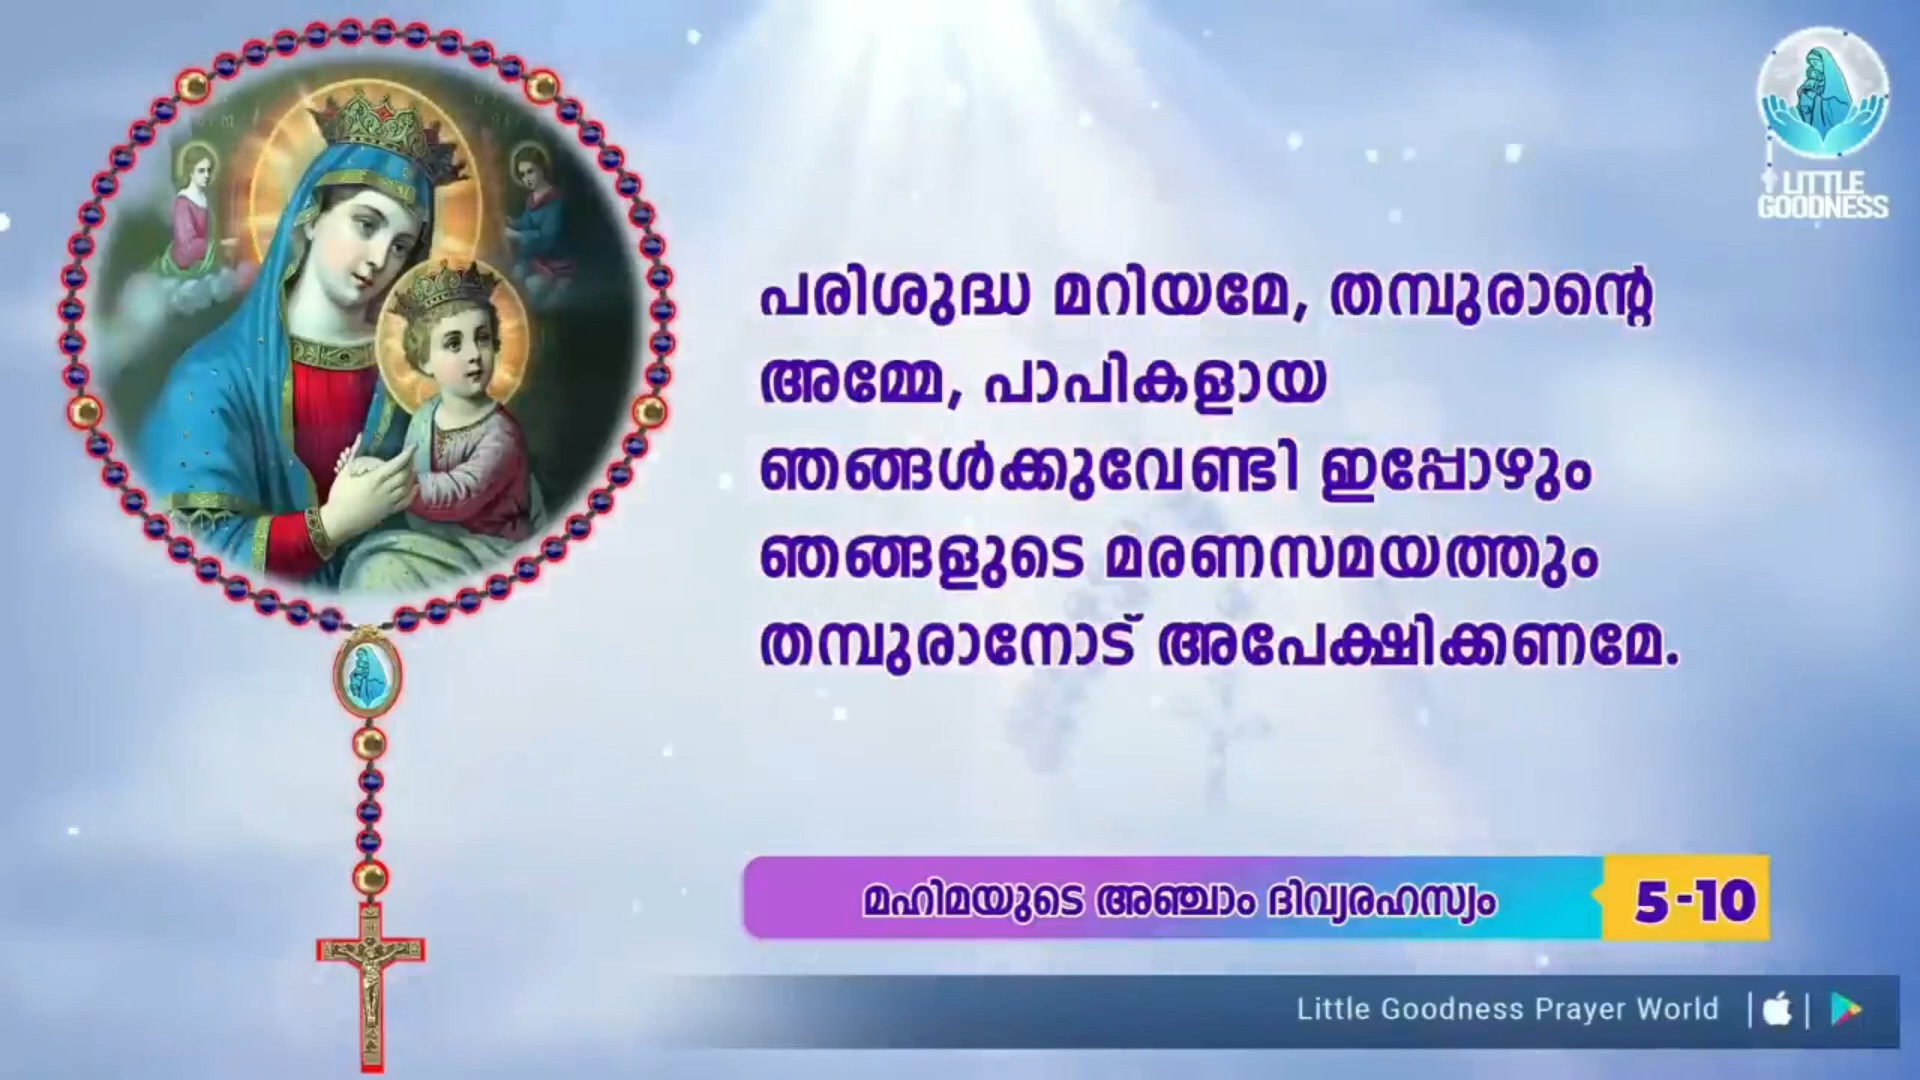 LITTLE
GOODNESS
പരിശുദ്ധ മറിയമേ, തമ്പുരാന്റെ
അമ്മേ, പാപികളായ
ഞങ്ങൾക്കുവേണ്ടി ഇപ്പോഴും
ഞങ്ങളുടെ മരണസമയത്തും
തമ്പുരാനോട് അപേക്ഷിക്കണമേ.
മഹിമയുടെ അഞ്ചാം ദിവ്യരഹസ്യം 5-10
Little Goodness Prayer World